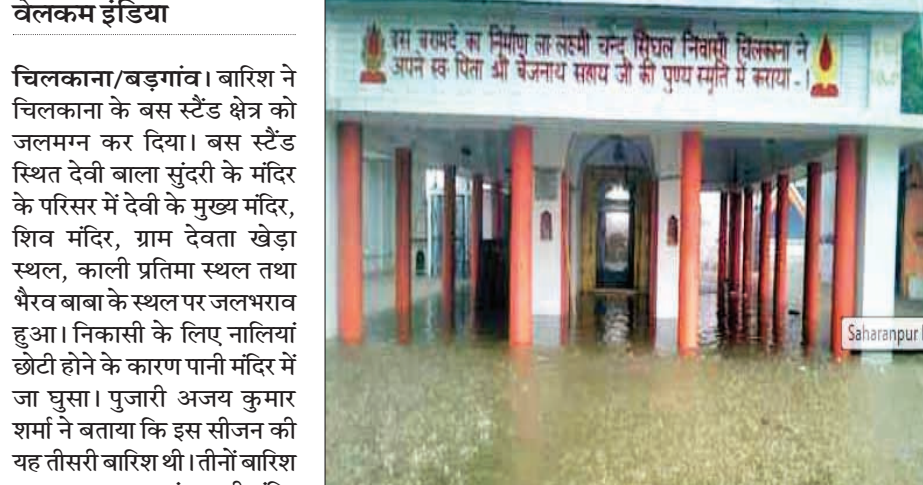 वेलकम इंडिया
चिलकाना/बड़गांव। बारिश ने
चिलकाना के बस स्टैंड क्षेत्र को
जलमग्न कर दिया। बस स्टैंड
स्थित देवी बाला सुंदरी के मंदिर
के परिसर में देवी के मुख्य मंदिर,
शिव मंदिर, ग्राम देवता खेड़ा
स्थल, काली प्रतिमा स्थल तथा
भैरव बाबा के स्थल पर जलभराव
हुआ। निकासी के लिए नालियां
छोटी होने के कारण पानी मंदिर में
जा घुसा। पुजारी अजय कुमार
शर्मा ने बताया कि इस सीजन की
यह तीसरी बारिश थी। तीनों बारिश
इस बरामदे का निर्माण ला॰ लक्ष्मी चन्द सिंघल निवासी चिलकाना ने
अपने स्व॰ पिता श्री बैजनाथ सहाय जी की पुण्य स्मृति में कराया -।
Saharanpur